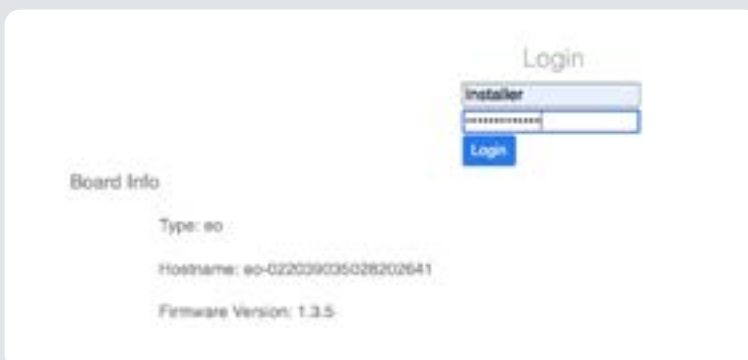 Login
Installer
••••••••••••
Login
Board Info
Type: eo
Hostname: eo-022039035028202641
Firmware Version: 1.3.5